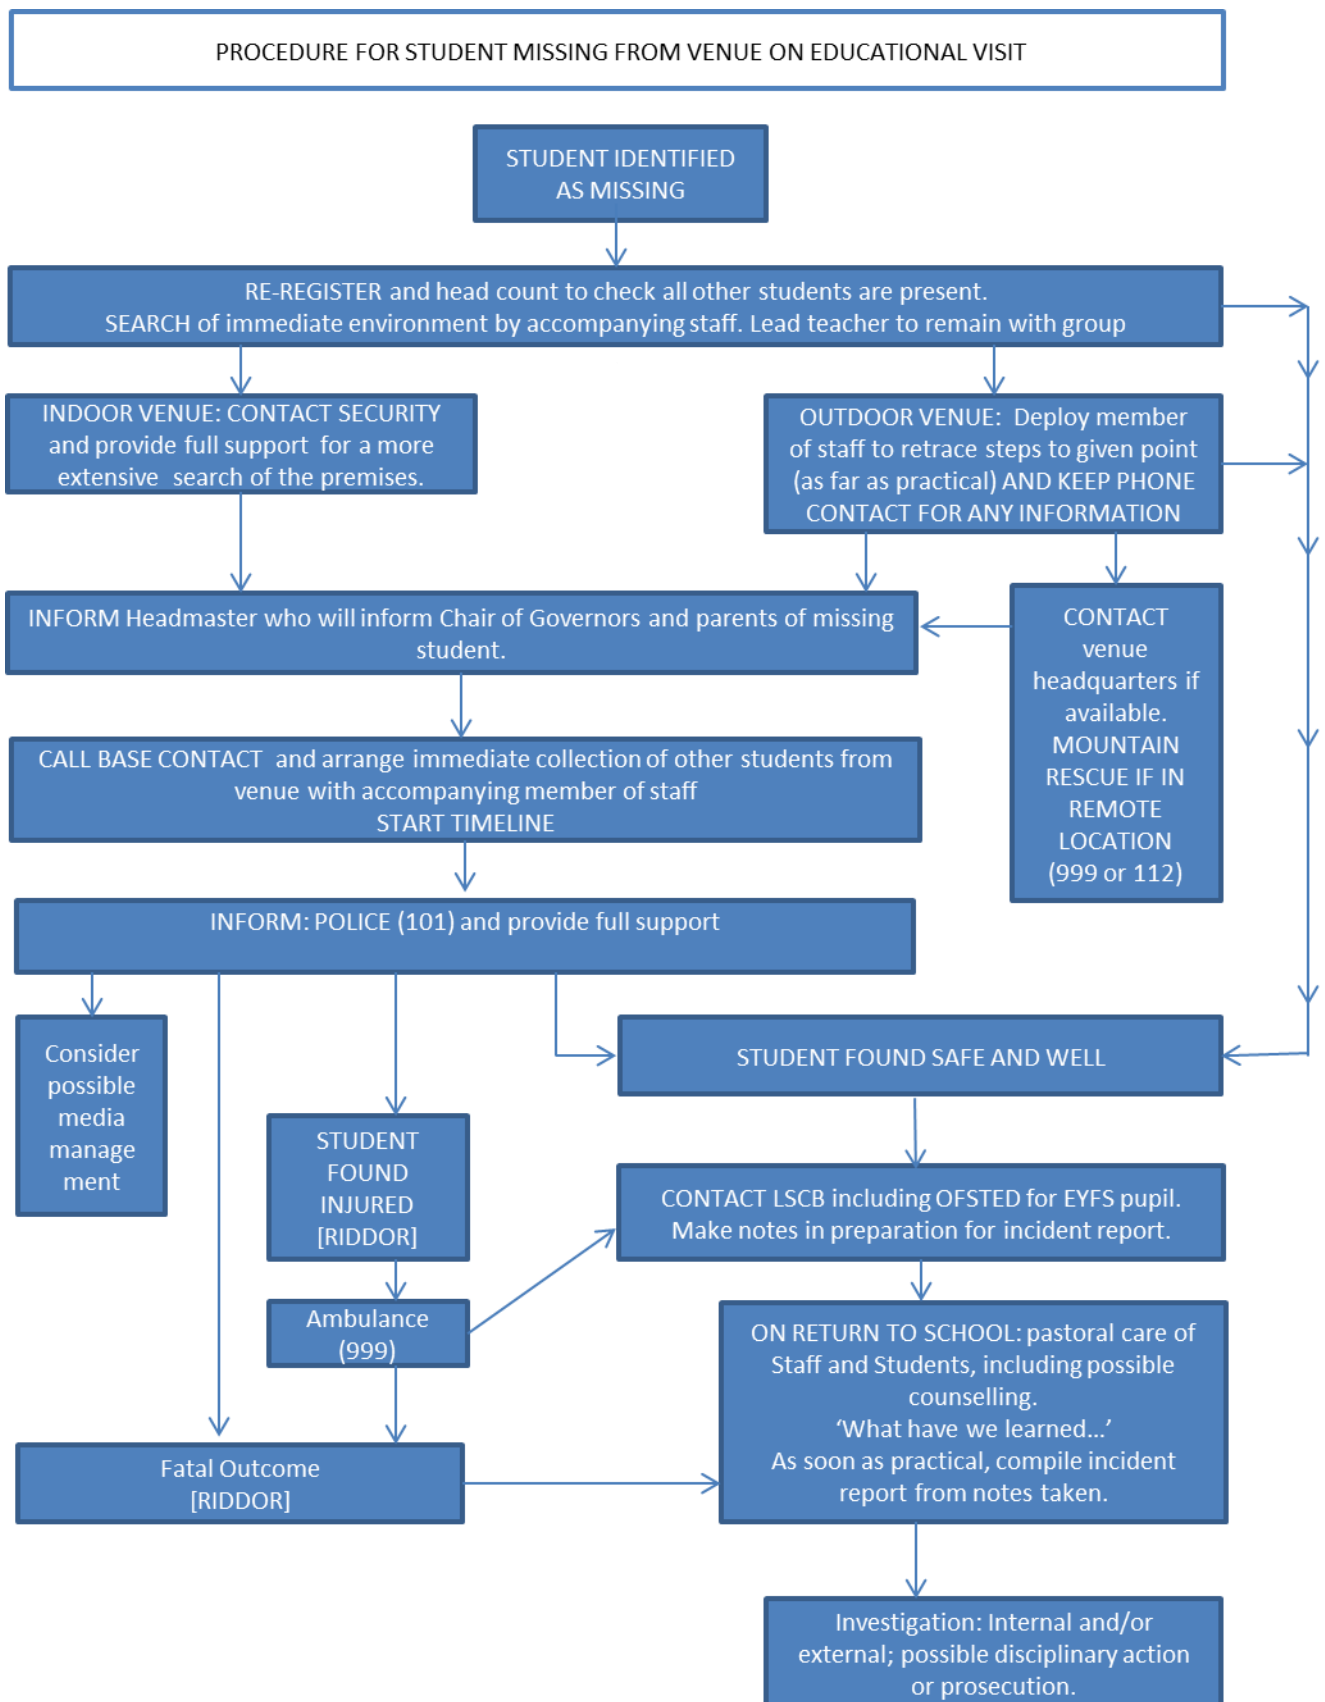 PROCEDURE FOR STUDENT MISSING FROM VENUE ON EDUCATIONAL VISIT
STUDENT IDENTIFIED
AS MISSING
RE-REGISTER and head count to check all other students are present.
SEARCH of immediate environment by accompanying staff. Lead teacher to remain with group
INDOOR VENUE: CONTACT SECURITY
and provide full support for a more
extensive search of the premises.
OUTDOOR VENUE: Deploy member
of staff to retrace steps to given point
(as far as practical) AND KEEP PHONE
CONTACT FOR ANY INFORMATION
INFORM Headmaster who will inform Chair of Governors and parents of missing
student.
CONTACT
venue
headquarters if
available.
MOUNTAIN
RESCUE IF IN
REMOTE
LOCATION
(999 or 112)
CALL BASE CONTACT and arrange immediate collection of other students from
venue with accompanying member of staff
START TIMELINE
INFORM: POLICE (101) and provide full support
Consider
possible
media
manage
ment
STUDENT FOUND SAFE AND WELL
STUDENT
FOUND
INJURED
[RIDDOR]
CONTACT LSCB including OFSTED for EYFS pupil.
Make notes in preparation for incident report.
Ambulance
(999)
ON RETURN TO SCHOOL: pastoral care of
Staff and Students, including possible
counselling.
‘What have we learned...’
As soon as practical, compile incident
report from notes taken.
Fatal Outcome
[RIDDOR]
Investigation: Internal and/or
external; possible disciplinary action
or prosecution.